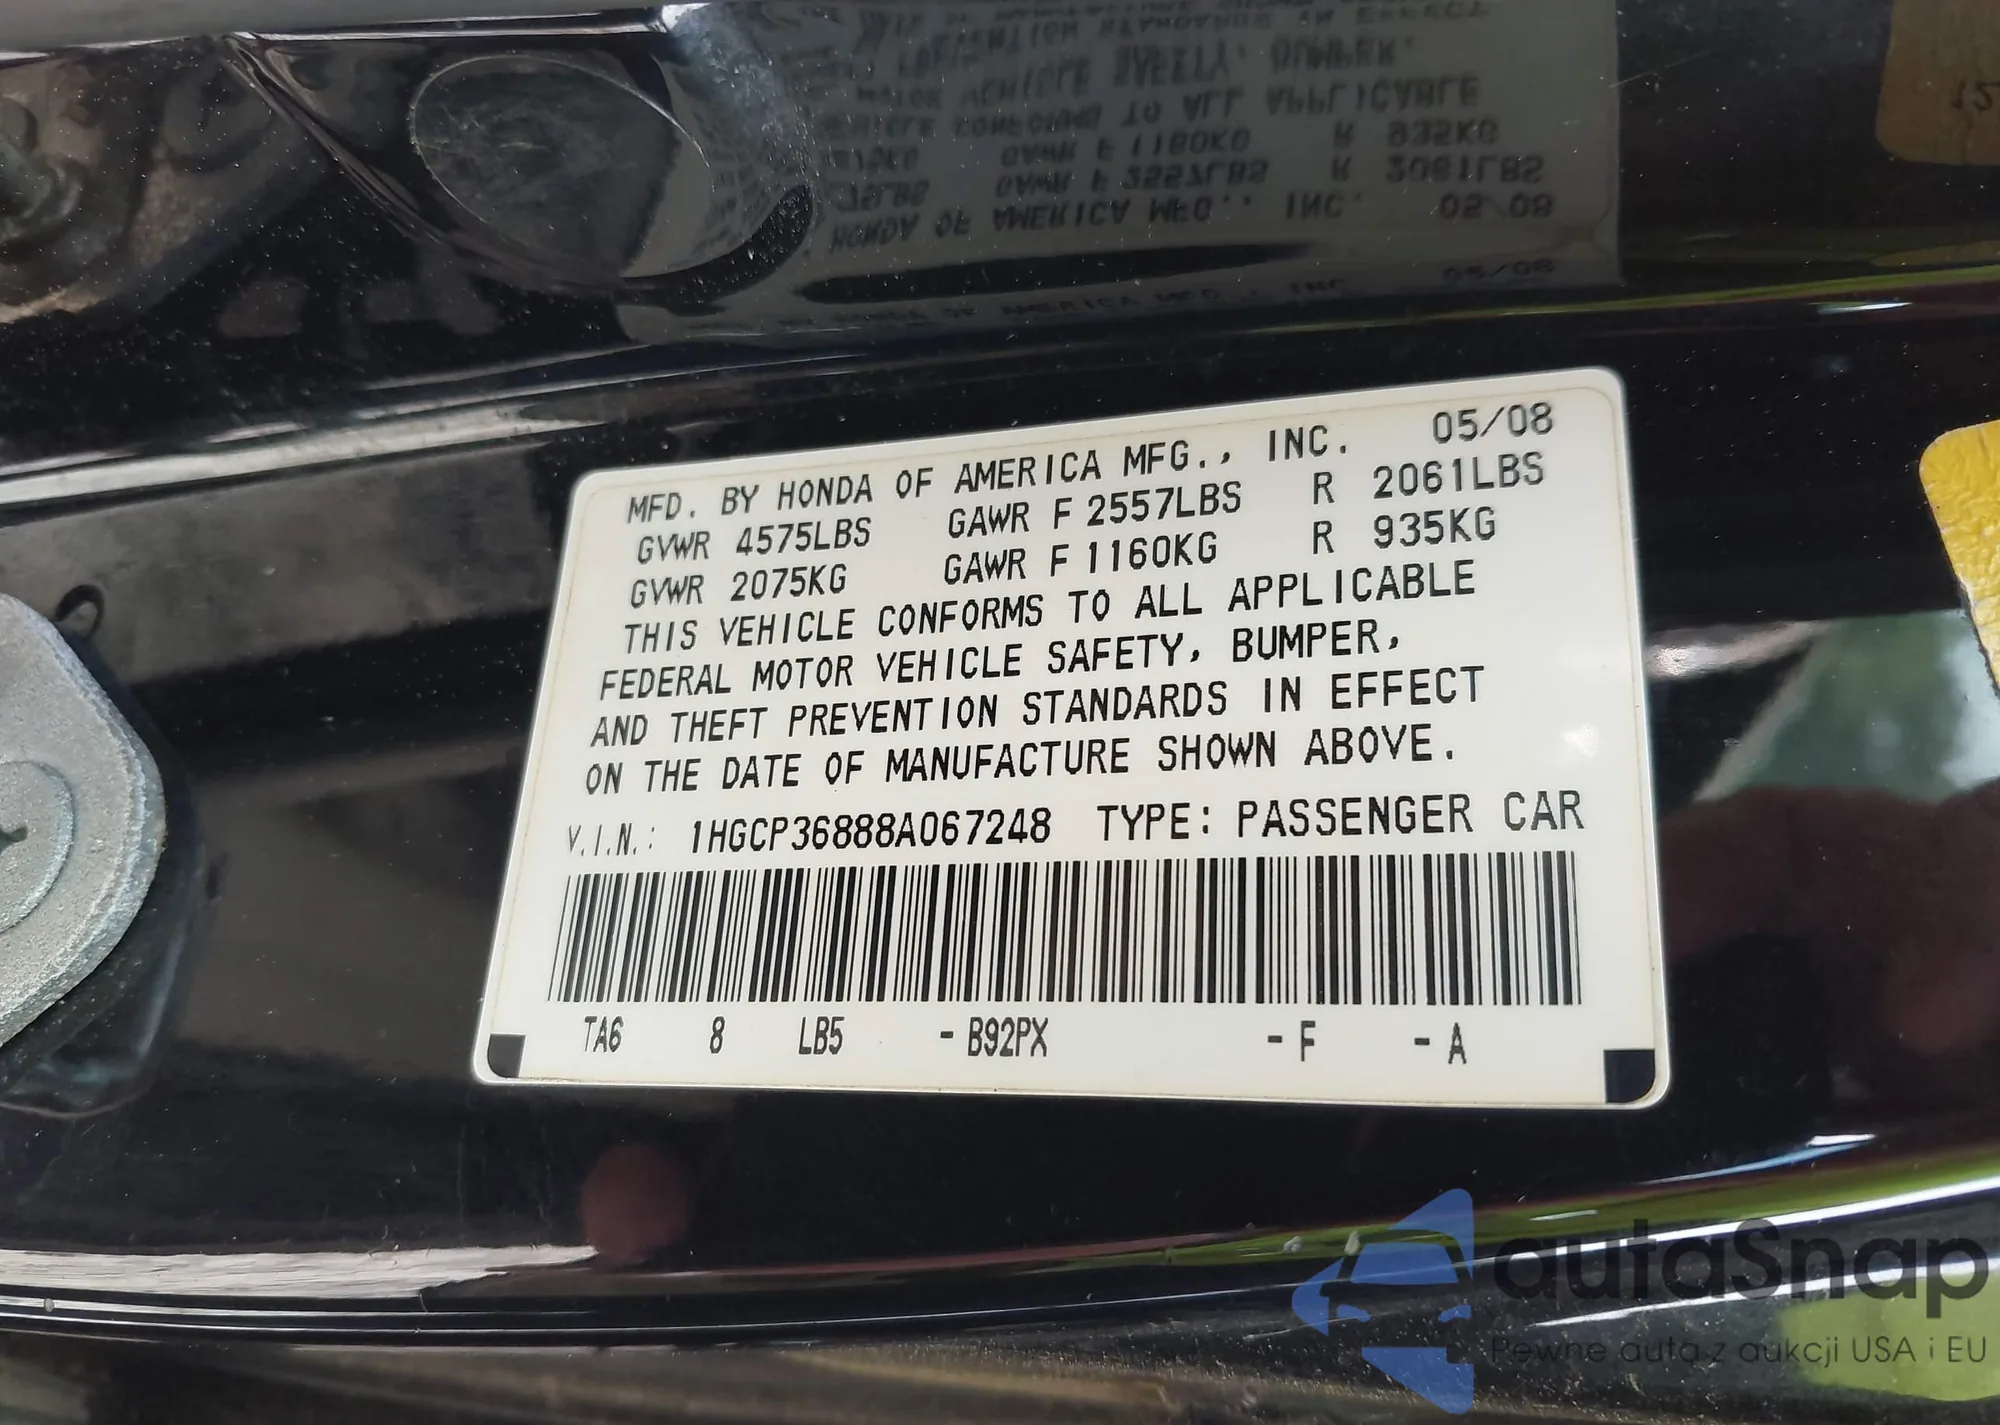 MFD. BY HONDA OF AMERICA MFG., INC. 05/08
GVWR 4575LBS GAWR F 2557LBS R 2061LBS
GVWR 2075KG GAWR F 1160KG R 935KG
THIS VEHICLE CONFORMS TO ALL APPLICABLE
FEDERAL MOTOR VEHICLE SAFETY, BUMPER,
AND THEFT PREVENTION STANDARDS IN EFFECT
ON THE DATE OF MANUFACTURE SHOWN ABOVE.
V.I.N.: 1HGCP36888A067248 TYPE: PASSENGER CAR
TA6 8 LB5 - B92PX - F - A
autaSnap
Pewne auta z aukcji USA i EU